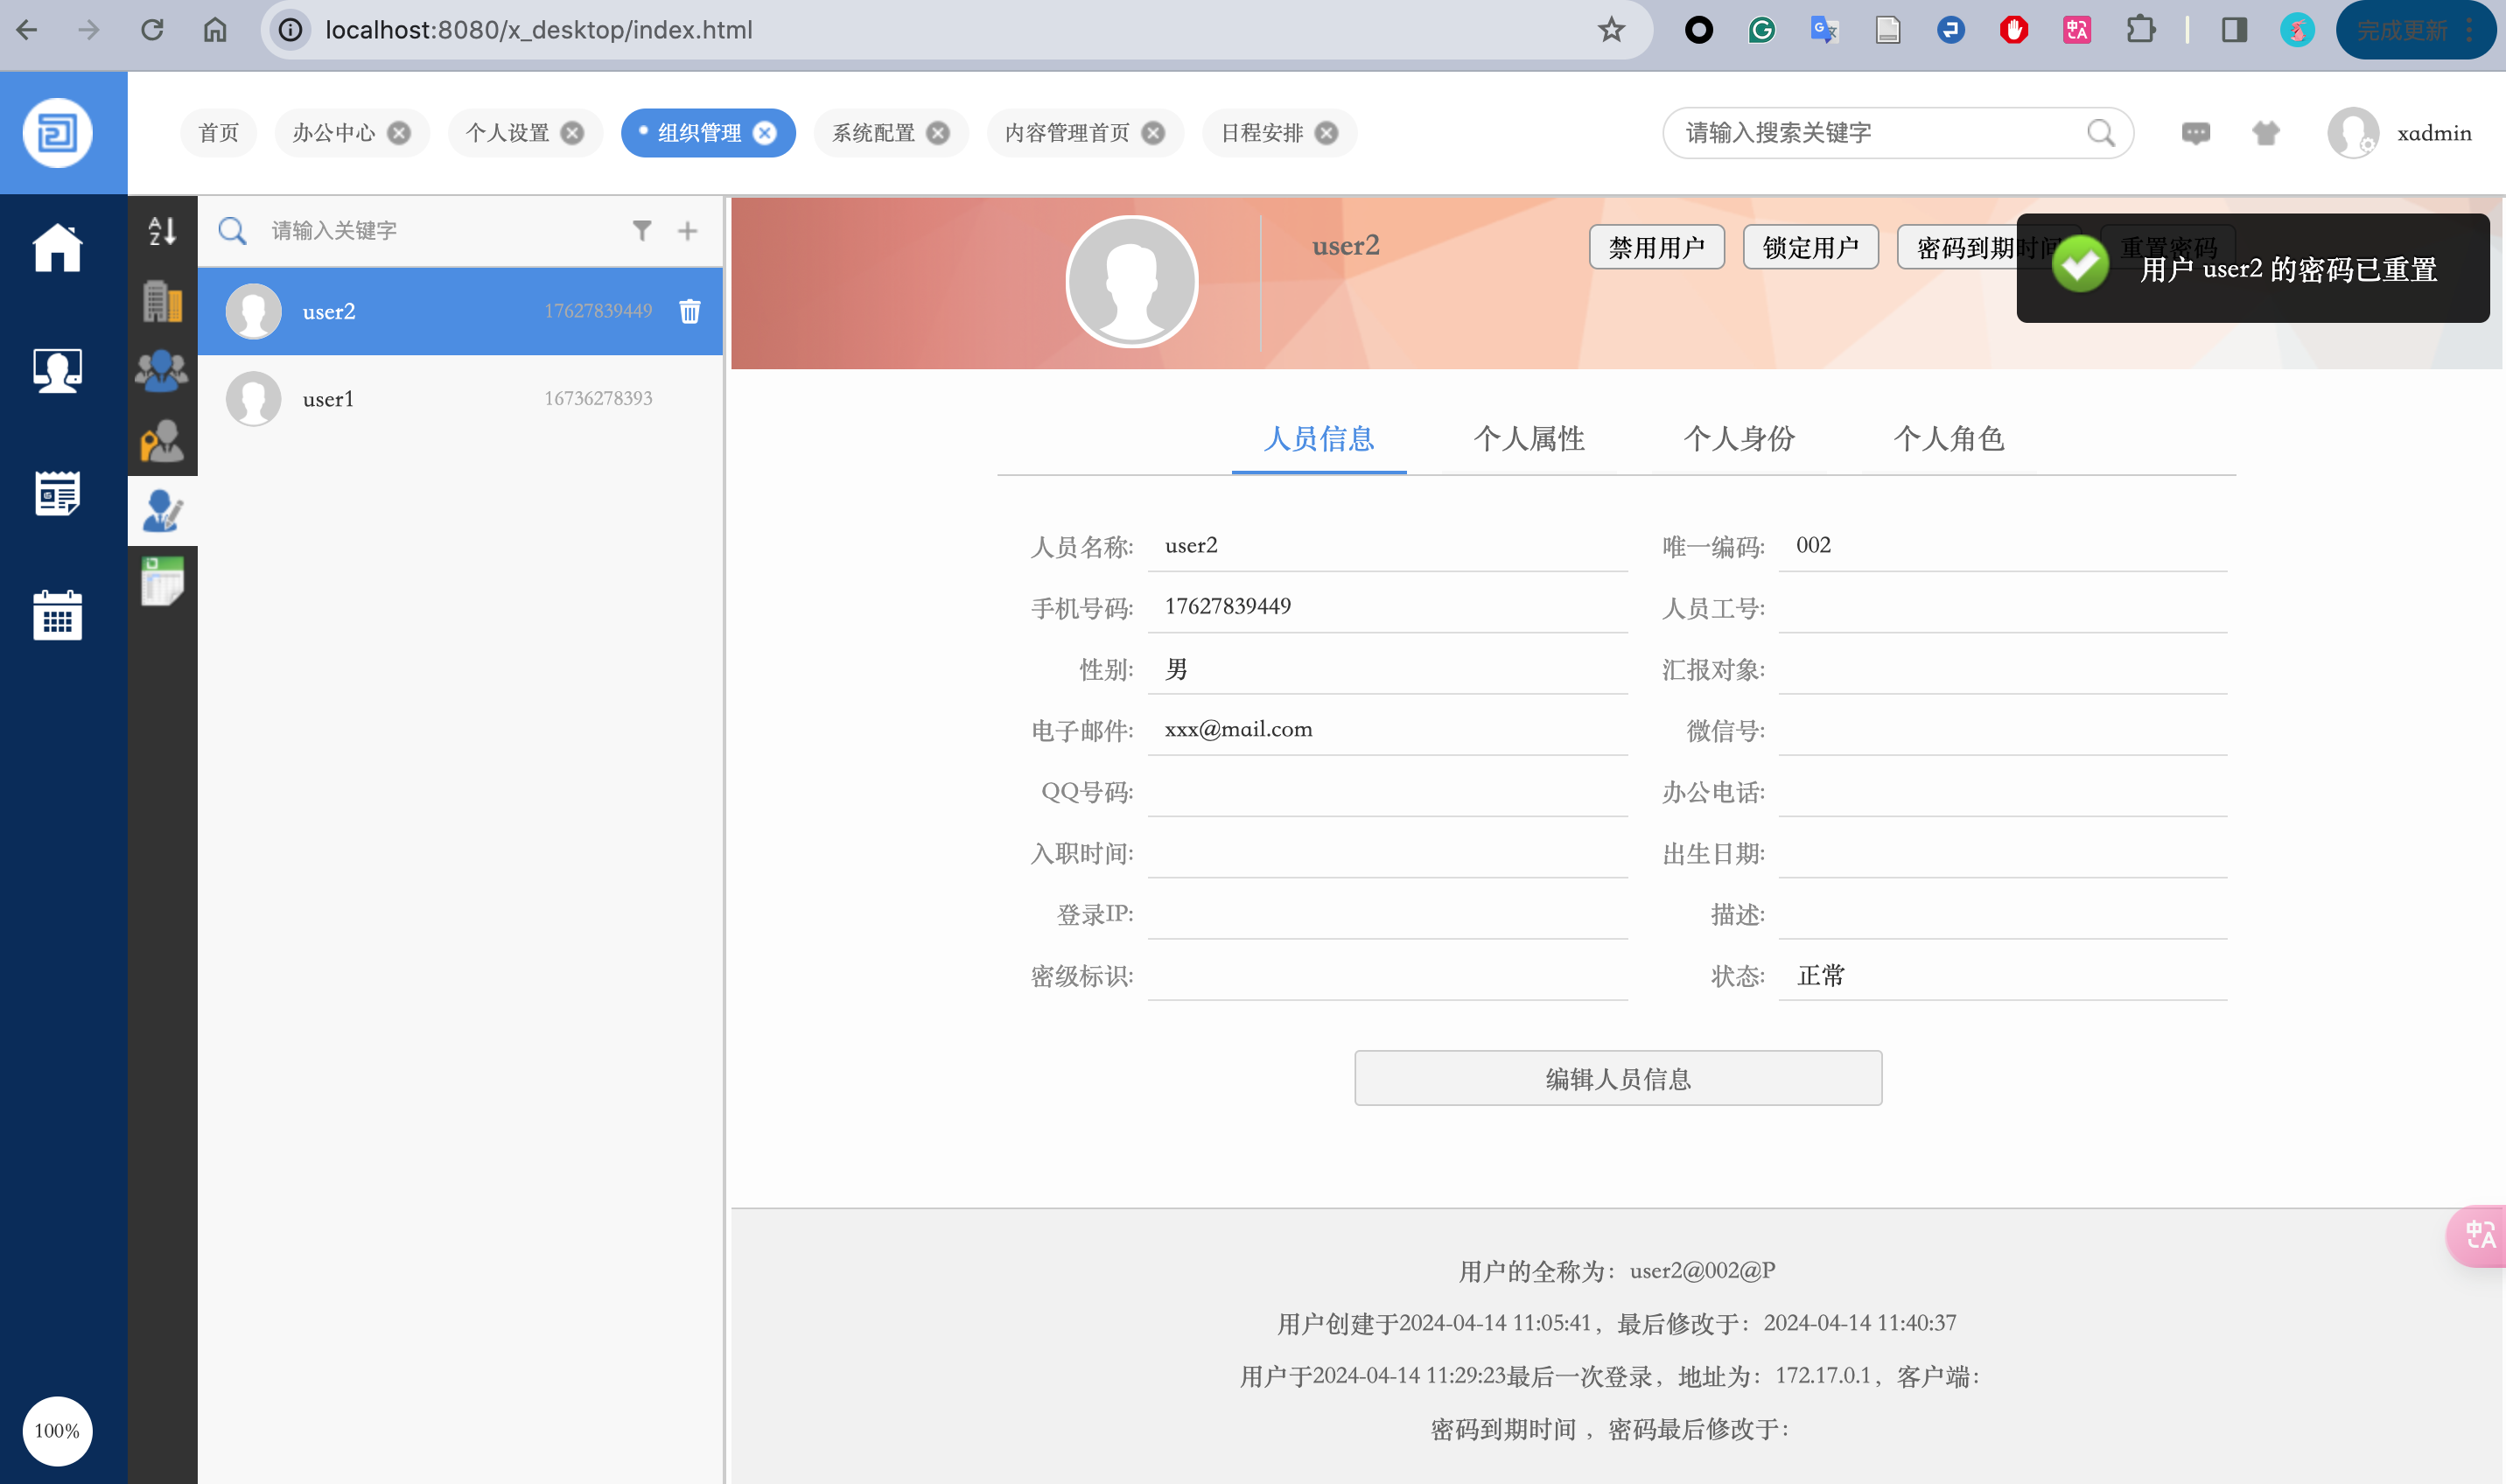 localhost:8080/x_desktop/index.html
完成更新
首页
办公中心
个人设置
组织管理
系统配置
内容管理首页
日程安排
请输入搜索关键字
xadmin
请输入关键字
user2
17627839449
user1
16736278393
user2
禁用用户
锁定用户
密码到期时间
重置密码
用户 user2 的密码已重置
人员信息
个人属性
个人身份
个人角色
人员名称: user2
唯一编码: 002
手机号码: 17627839449
人员工号:
性别: 男
汇报对象:
电子邮件: xxx@mail.com
微信号:
QQ号码:
办公电话:
入职时间:
出生日期:
登录IP:
描述:
密级标识:
状态: 正常
编辑人员信息
用户的全称为：user2@002@P
用户创建于2024-04-14 11:05:41，最后修改于：2024-04-14 11:40:37
用户于2024-04-14 11:29:23最后一次登录，地址为：172.17.0.1，客户端：
密码到期时间 ，密码最后修改于：
100%